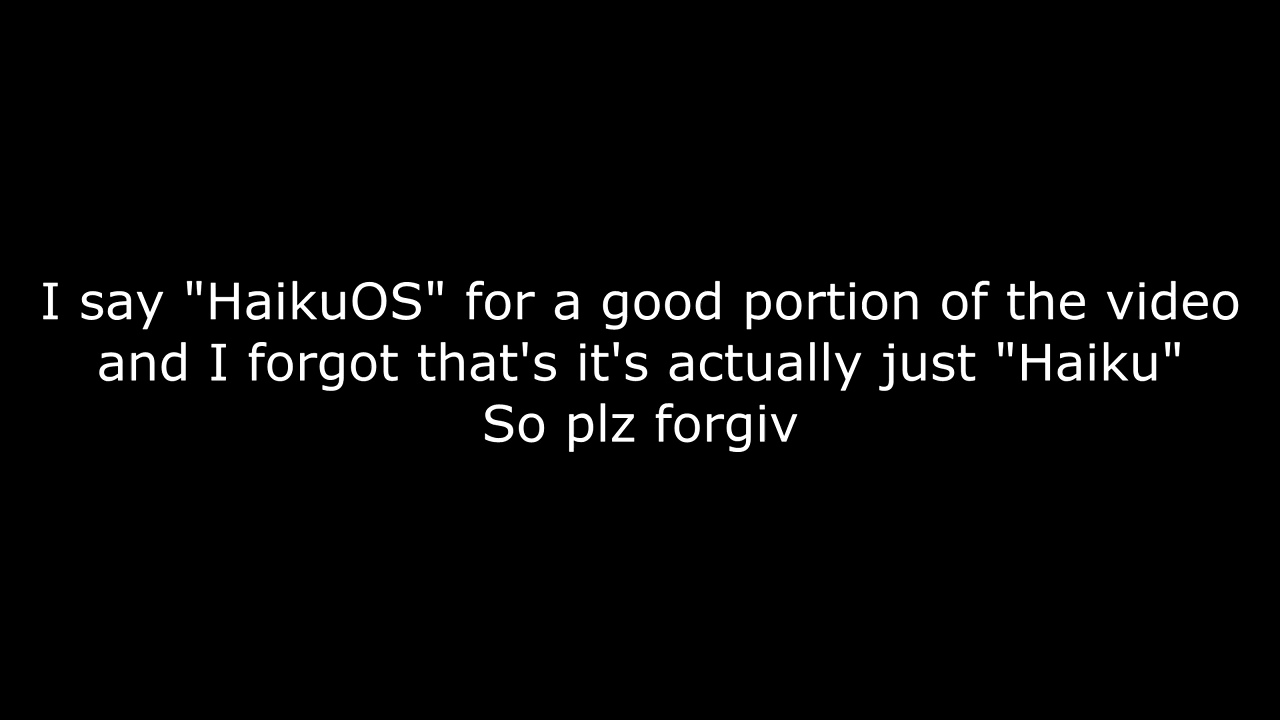 I say "HaikuOS" for a good portion of the video
and I forgot that's it's actually just "Haiku"
So plz forgiv